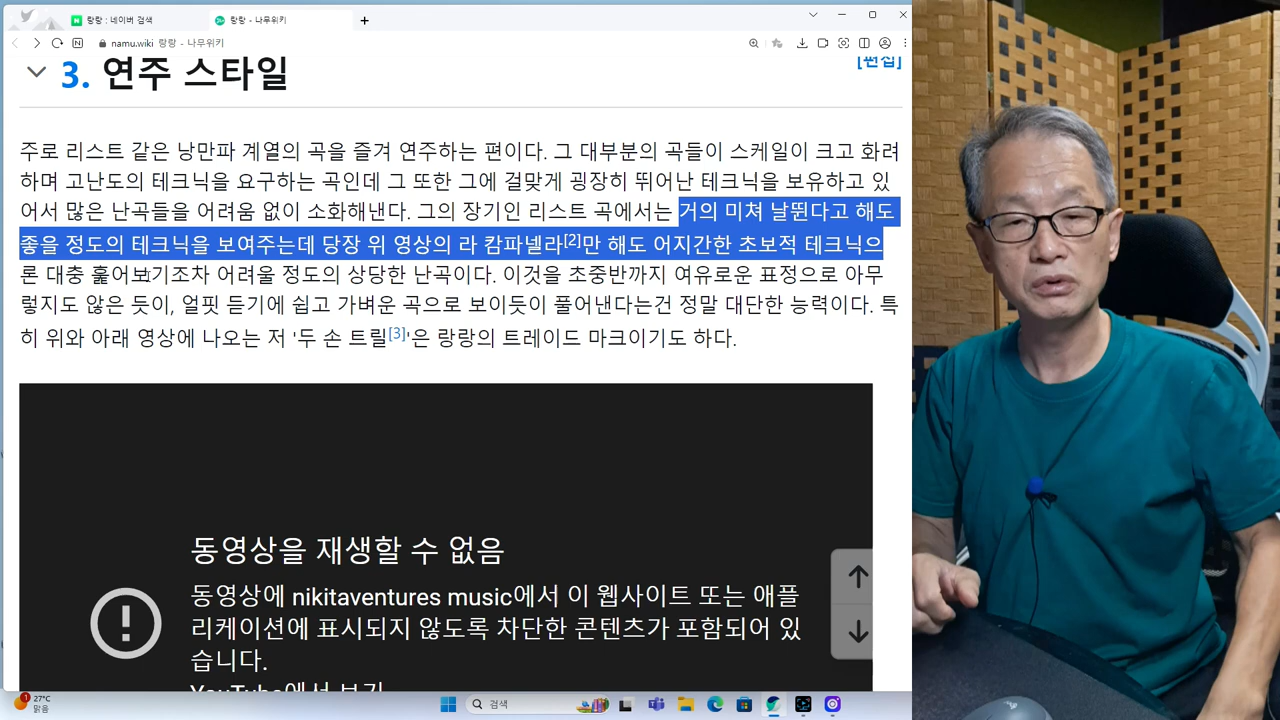 랑랑 : 네이버 검색
랑랑 - 나무위키
namu.wiki 랑랑 - 나무위키
3. 연주 스타일
[편집]
주로 리스트 같은 낭만파 계열의 곡을 즐겨 연주하는 편이다. 그 대부분의 곡들이 스케일이 크고 화려
하며 고난도의 테크닉을 요구하는 곡인데 그 또한 그에 걸맞게 굉장히 뛰어난 테크닉을 보유하고 있
어서 많은 난곡들을 어려움 없이 소화해낸다. 그의 장기인 리스트 곡에서는 거의 미쳐 날뛴다고 해도
좋을 정도의 테크닉을 보여주는데 당장 위 영상의 라 캄파넬라[2]만 해도 어지간한 초보적 테크닉으
론 대충 훑어보기조차 어려울 정도의 상당한 난곡이다. 이것을 초중반까지 여유로운 표정으로 아무
렇지도 않은 듯이, 얼핏 듣기에 쉽고 가벼운 곡으로 보이듯이 풀어낸다는건 정말 대단한 능력이다. 특
히 위와 아래 영상에 나오는 저 '두 손 트릴[3]'은 랑랑의 트레이드 마크이기도 하다.
동영상을 재생할 수 없음
동영상에 nikitaventures music에서 이 웹사이트 또는 애플
리케이션에 표시되지 않도록 차단한 콘텐츠가 포함되어 있
습니다.
YouTube에서 보기
1
27°C
맑음
검색